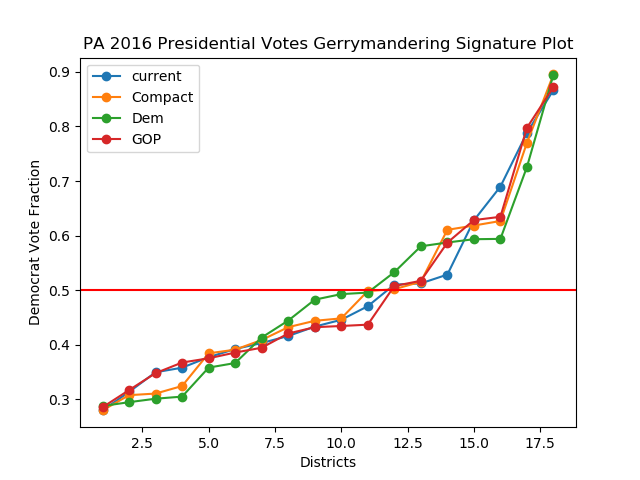 PA 2016 Presidential Votes Gerrymandering Signature Plot
current
Compact
Dem
GOP
Democrat Vote Fraction
0.9
0.8
0.7
0.6
0.5
0.4
0.3
2.5 5.0 7.5 10.0 12.5 15.0 17.5
Districts